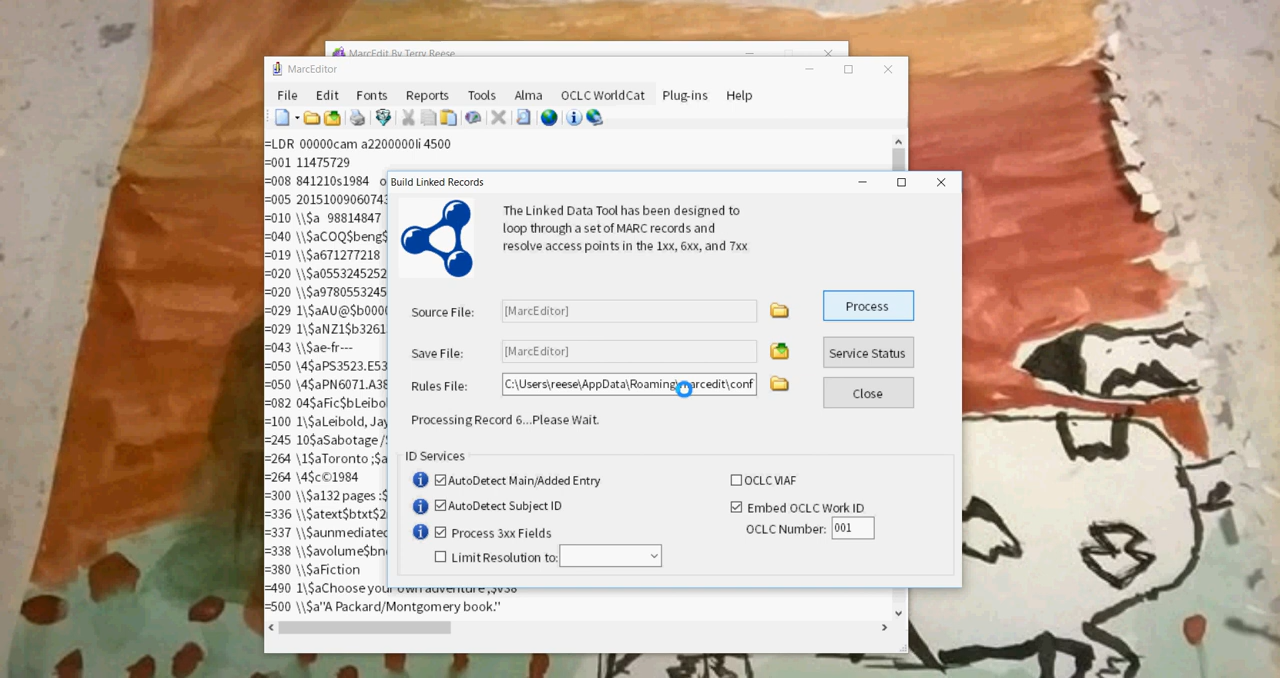 MarcEdit By Terry Reese
MarcEditor
File Edit Fonts Reports Tools Alma OCLC WorldCat Plug-ins Help
=LDR 00000cam a2200000Ii 4500
=001 11475729
=008 841210s1984
=005 20151009060743
=010 \\$a 98814847
=040 \\$aCOQ$beng$
=019 \\$a671277218
=020 \\$a0553245252
=020 \\$a9780553245
=029 1\$aAU@$b0000
=029 1\$aNZ1$b3261
=043 \\$ae-fr---
=050 \4$aPS3523.E53
=050 \4$aPN6071.A38
=082 04$aFic$bLeibol
=100 1\$aLeibold, Jay
=245 10$aSabotage /$
=264 \1$aToronto ;$a
=264 \4$c©1984
=300 \\$a132 pages :$
=336 \\$atext$btxt$2
=337 \\$aunmediated
=338 \\$avolume$bn
=380 \\$aFiction
=490 1\$aChoose your own adventure ;$v38
=500 \\$a"A Packard/Montgomery book."
Build Linked Records
The Linked Data Tool has been designed to
loop through a set of MARC records and
resolve access points in the 1xx, 6xx, and 7xx
Source File: [MarcEditor] Process
Save File: [MarcEditor] Service Status
Rules File: C:\Users\reese\AppData\Roaming\marcedit\conf Close
Processing Record 6...Please Wait.
ID Services
AutoDetect Main/Added Entry OCLC VIAF
AutoDetect Subject ID Embed OCLC Work ID
Process 3xx Fields OCLC Number: 001
Limit Resolution to: